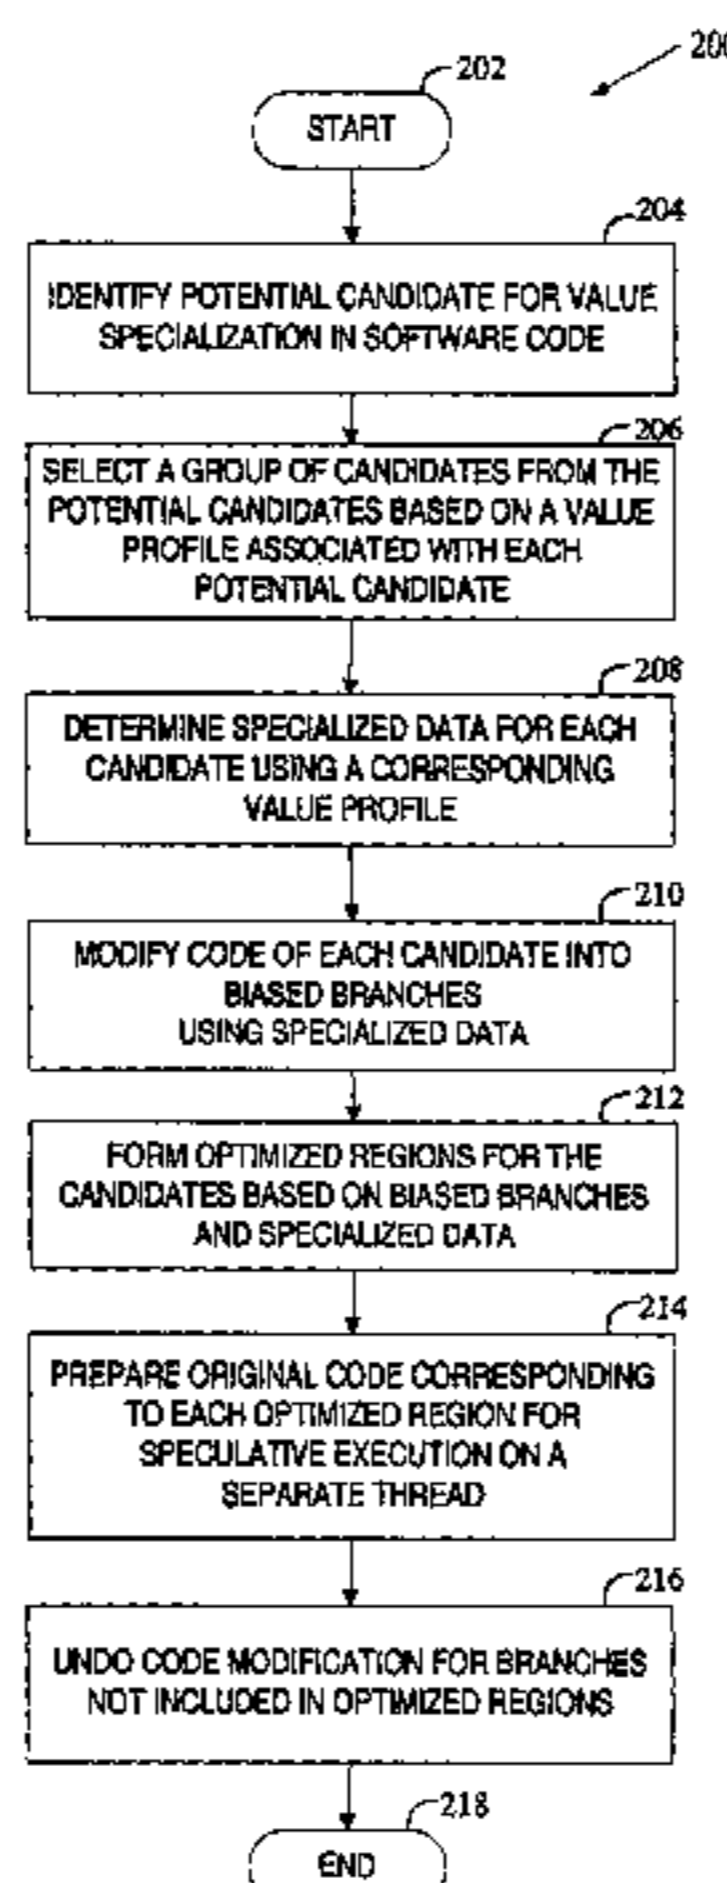 200
202
START
204
IDENTIFY POTENTIAL CANDIDATE FOR VALUE
SPECIALIZATION IN SOFTWARE CODE
206
SELECT A GROUP OF CANDIDATES FROM THE
POTENTIAL CANDIDATES BASED ON A VALUE
PROFILE ASSOCIATED WITH EACH
POTENTIAL CANDIDATE
208
DETERMINE SPECIALIZED DATA FOR EACH
CANDIDATE USING A CORRESPONDING
VALUE PROFILE
210
MODIFY CODE OF EACH CANDIDATE INTO
BIASED BRANCHES
USING SPECIALIZED DATA
212
FORM OPTIMIZED REGIONS FOR THE
CANDIDATES BASED ON BIASED BRANCHES
AND SPECIALIZED DATA
214
PREPARE ORIGINAL CODE CORRESPONDING
TO EACH OPTIMIZED REGION FOR
SPECULATIVE EXECUTION ON A
SEPARATE THREAD
216
UNDO CODE MODIFICATION FOR BRANCHES
NOT INCLUDED IN OPTIMIZED REGIONS
218
END